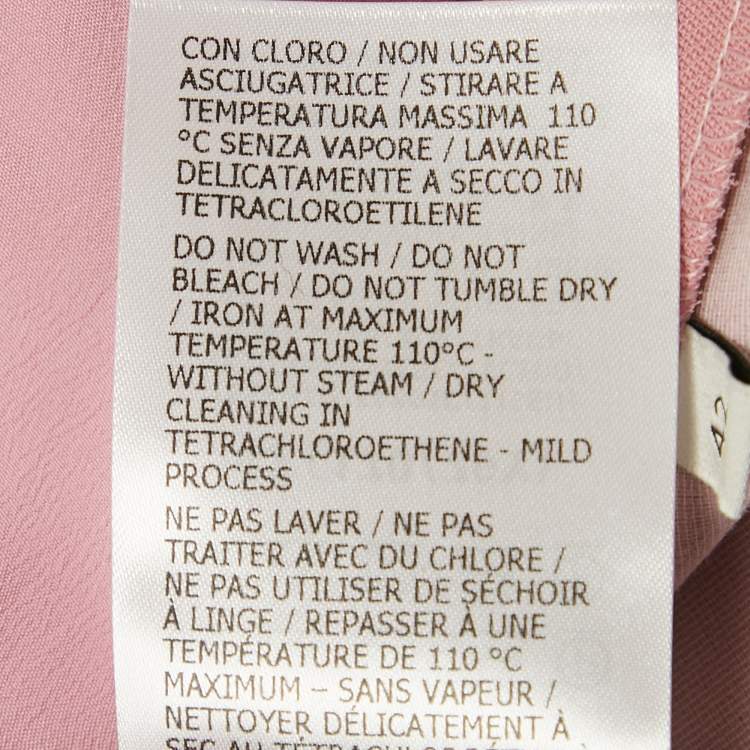 CON CLORO / NON USARE
ASCIUGATRICE / STIRARE A
TEMPERATURA MASSIMA 110
°C SENZA VAPORE / LAVARE
DELICATAMENTE A SECCO IN
TETRACLOROETILENE
DO NOT WASH / DO NOT
BLEACH / DO NOT TUMBLE DRY
/ IRON AT MAXIMUM
TEMPERATURE 110°C -
WITHOUT STEAM / DRY
CLEANING IN
TETRACHLOROETHENE - MILD
PROCESS
NE PAS LAVER / NE PAS
TRAITER AVEC DU CHLORE /
NE PAS UTILISER DE SÉCHOIR
À LINGE / REPASSER À UNE
TEMPÉRATURE DE 110 °C
MAXIMUM – SANS VAPEUR /
NETTOYER DÉLICATEMENT À
SEC AU
42